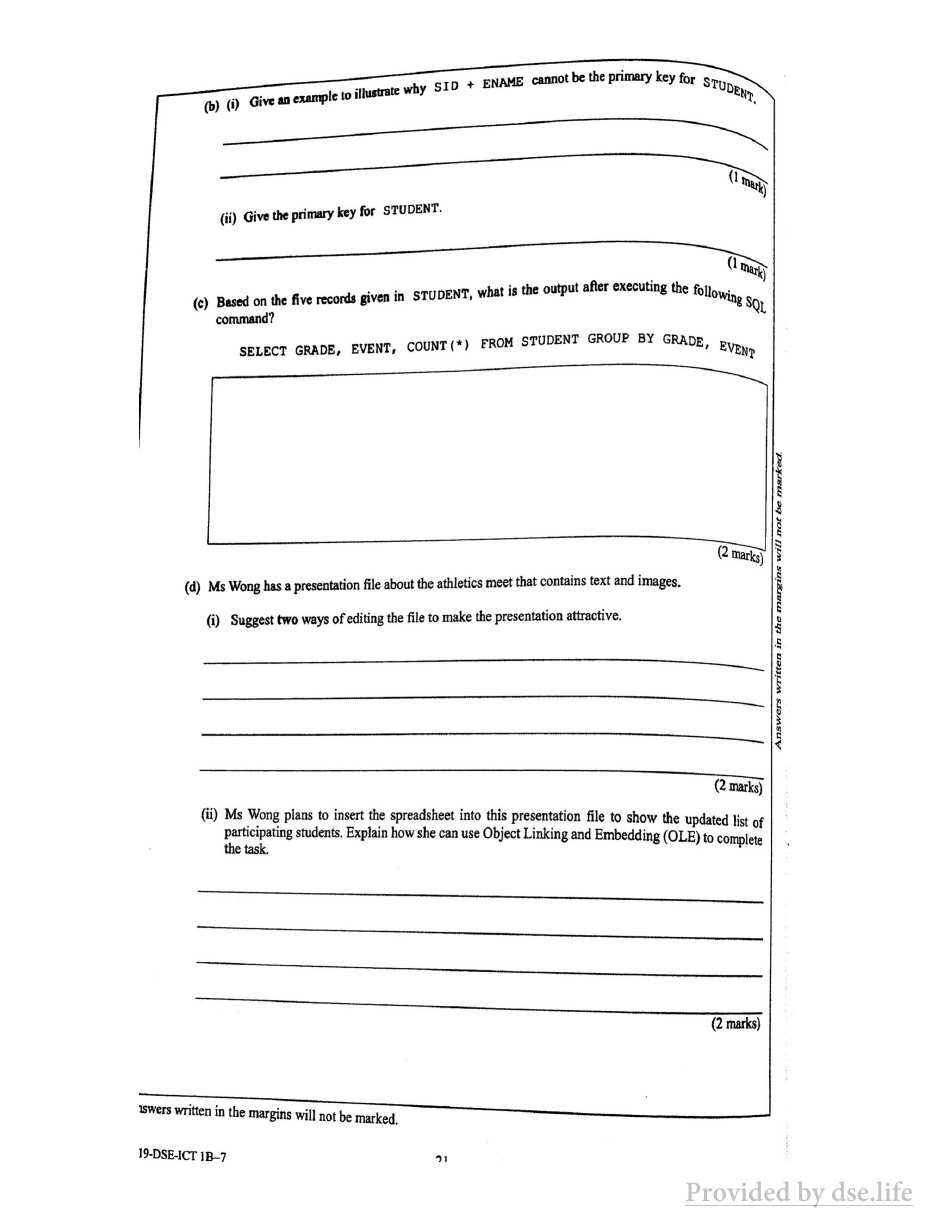 (b) (i) Give an example to illustrate why SID + ENAME cannot be the primary key for STUDENT.
(1 mark)
(ii) Give the primary key for STUDENT.
(1 mark)
(c) Based on the five records given in STUDENT, what is the output after executing the following SQL
command?
SELECT GRADE, EVENT, COUNT(*) FROM STUDENT GROUP BY GRADE, EVENT
(2 marks)
(d) Ms Wong has a presentation file about the athletics meet that contains text and images.
(i) Suggest two ways of editing the file to make the presentation attractive.
(2 marks)
(ii) Ms Wong plans to insert the spreadsheet into this presentation file to show the updated list of
participating students. Explain how she can use Object Linking and Embedding (OLE) to complete
the task.
(2 marks)
Answers written in the margins will not be marked.
swers written in the margins will not be marked.
19-DSE-ICT 1B–7
Provided by dse.life